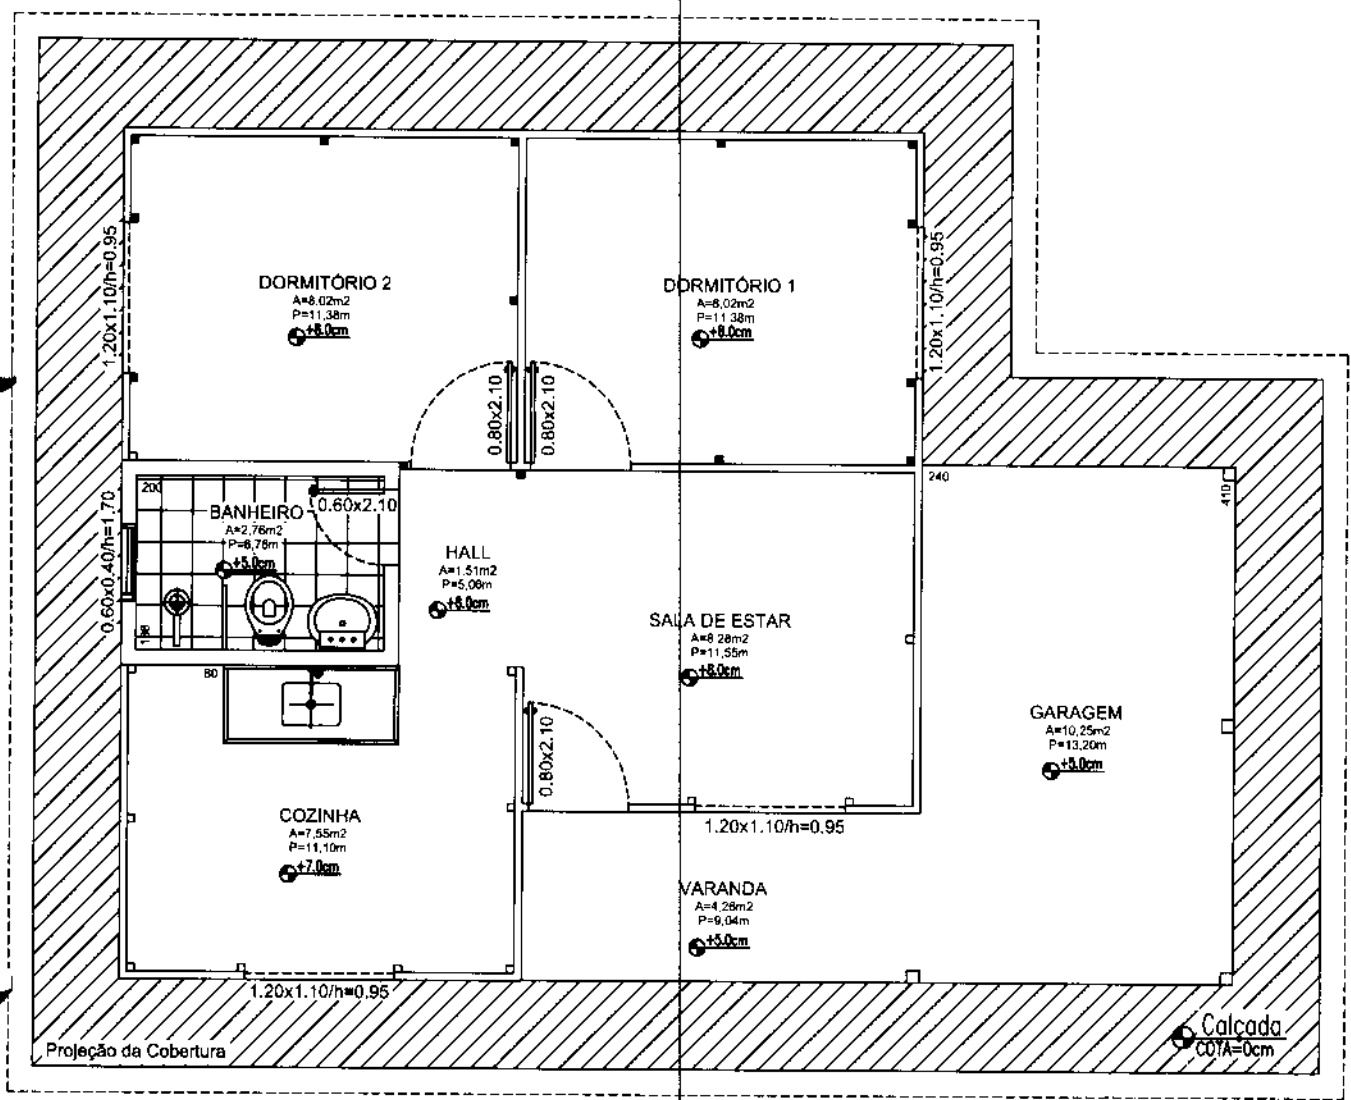 DORMITÓRIO 2
A=8,02m2
P=11,38m
+8.0cm
DORMITÓRIO 1
A=8,02m2
P=11,38m
+8.0cm
1.20x1.10/h=0.95
1.20x1.10/h=0.95
0.80x2.10
0.80x2.10
200
BANHEIRO
A=2,76m2
P=6,76m
+5.0cm
0.60x2.10
0.60x0.40/h=1.70
240
410
HALL
A=1,51m2
P=5,06m
SALA DE ESTAR
A=8,28m2
P=11,55m
+8.0cm
0.80x2.10
GARAGEM
A=10,25m2
P=13,20m
+5.0cm
COZINHA
A=7,55m2
P=11,10m
+7.0cm
1.20x1.10/h=0.95
VARANDA
A=4,26m2
P=9,04m
+5.0cm
1.20x1.10/h=0.95
Calçada
COTA=0cm
Projeção da Cobertura